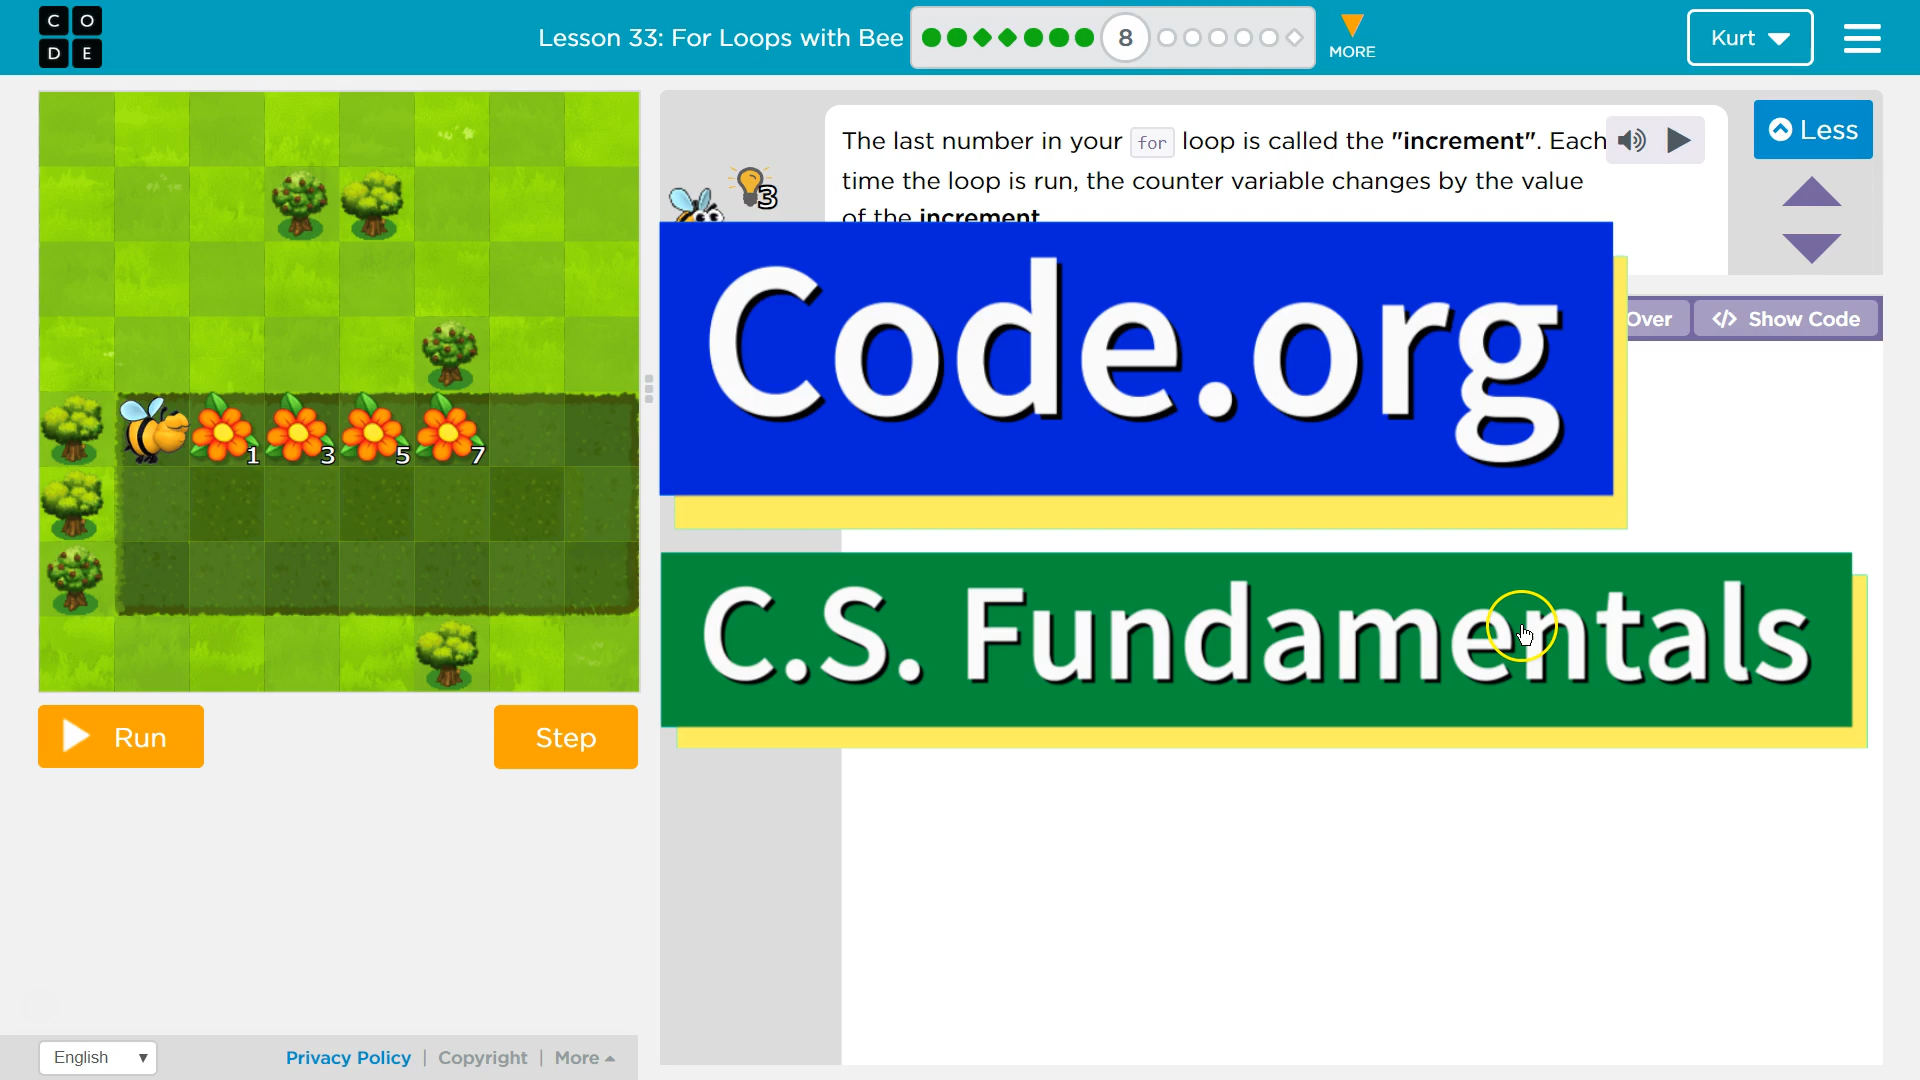 CODE
Lesson 33: For Loops with Bee
8
MORE
Kurt
The last number in your for loop is called the "increment". Each
time the loop is run, the counter variable changes by the value
of the increment
3
Less
Code.org
Over
Show Code
1
3
5
7
C.S. Fundamentals
Run
Step
English
Privacy Policy | Copyright | More